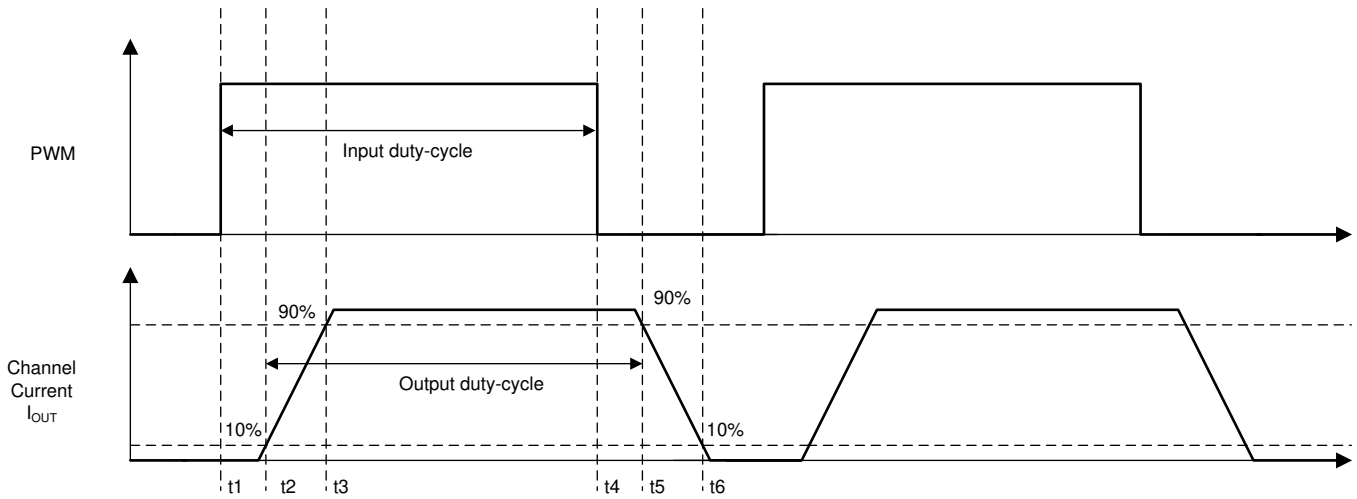 PWM
Input duty-cycle
90%
90%
Channel
Current
IOUT
Output duty-cycle
10%
10%
t1
t2
t3
t4
t5
t6